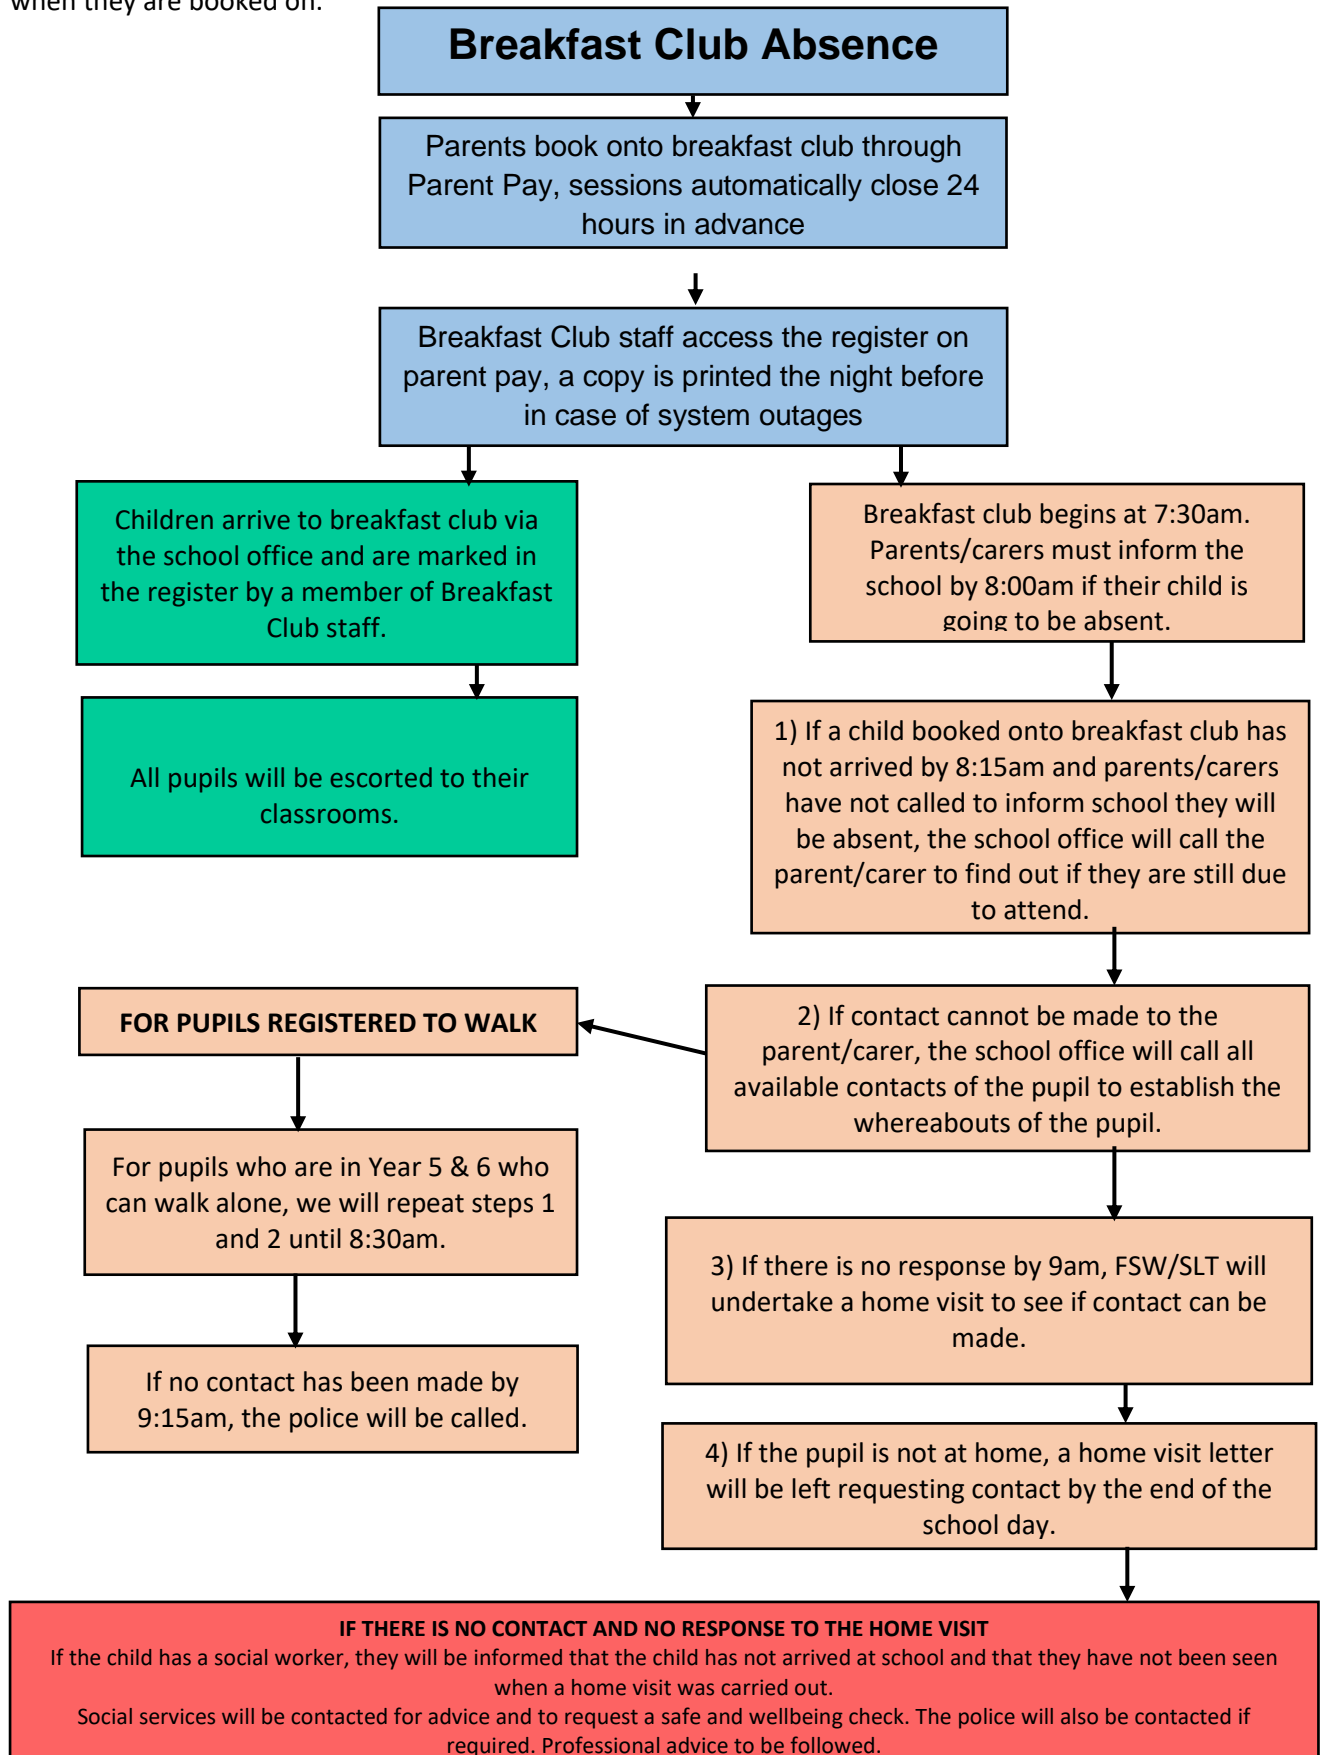 when they are booked on.
Breakfast Club Absence
Parents book onto breakfast club through
Parent Pay, sessions automatically close 24
hours in advance
Breakfast Club staff access the register on
parent pay, a copy is printed the night before
in case of system outages
Children arrive to breakfast club via
the school office and are marked in
the register by a member of Breakfast
Club staff.
All pupils will be escorted to their
classrooms.
Breakfast club begins at 7:30am.
Parents/carers must inform the
school by 8:00am if their child is
going to be absent.
1) If a child booked onto breakfast club has
not arrived by 8:15am and parents/carers
have not called to inform school they will
be absent, the school office will call the
parent/carer to find out if they are still due
to attend.
2) If contact cannot be made to the
parent/carer, the school office will call all
available contacts of the pupil to establish the
whereabouts of the pupil.
FOR PUPILS REGISTERED TO WALK
For pupils who are in Year 5 & 6 who
can walk alone, we will repeat steps 1
and 2 until 8:30am.
If no contact has been made by
9:15am, the police will be called.
3) If there is no response by 9am, FSW/SLT will
undertake a home visit to see if contact can be
made.
4) If the pupil is not at home, a home visit letter
will be left requesting contact by the end of the
school day.
IF THERE IS NO CONTACT AND NO RESPONSE TO THE HOME VISIT
If the child has a social worker, they will be informed that the child has not arrived at school and that they have not been seen
when a home visit was carried out.
Social services will be contacted for advice and to request a safe and wellbeing check. The police will also be contacted if
required. Professional advice to be followed.